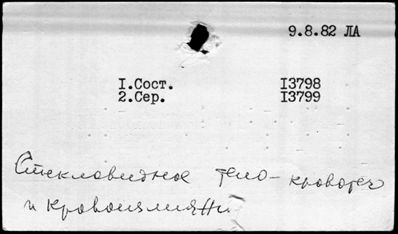 9.8.82 ЛА
I.Сост. I3798
2.Сер. I3799
Стекловидное тело - кровотеч
и кровоизлияни